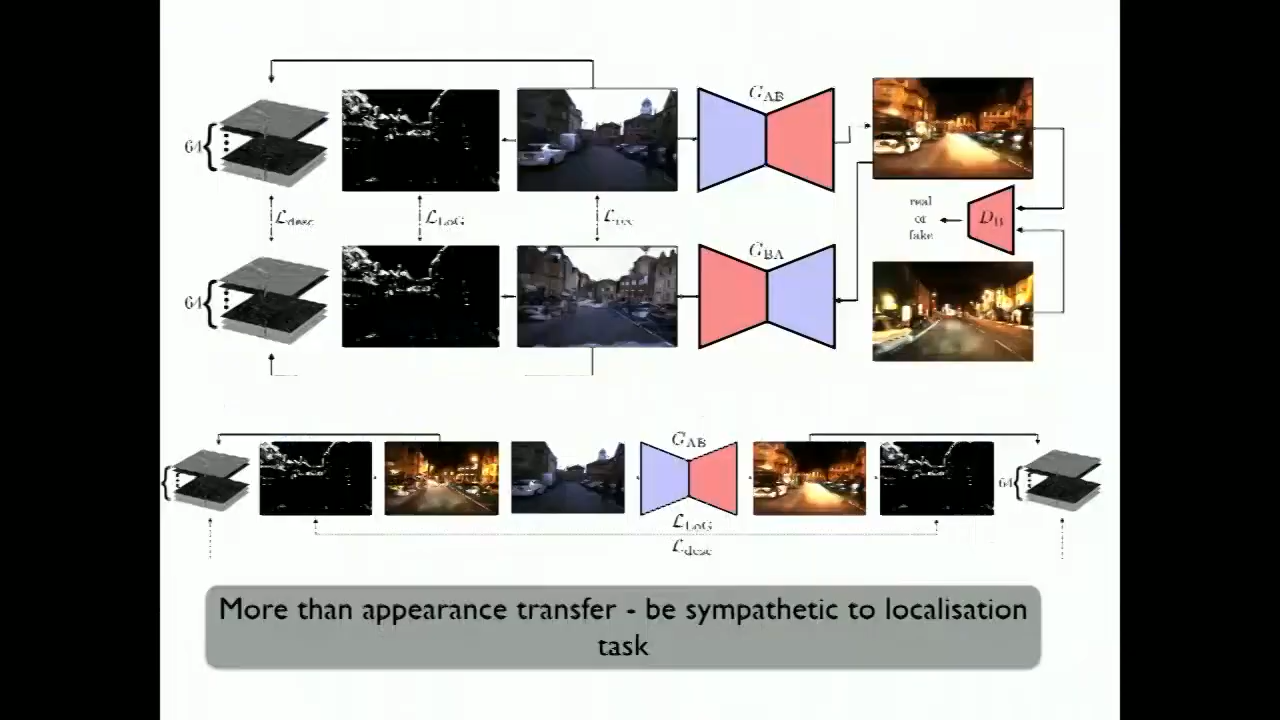 G_AB
64{
ℒ_desc
ℒ_LoG
ℒ_rec
real
or
fake
D_B
G_BA
64{
G_AB
{
64{
ℒ_LoG
ℒ_desc
More than appearance transfer - be sympathetic to localisation
task